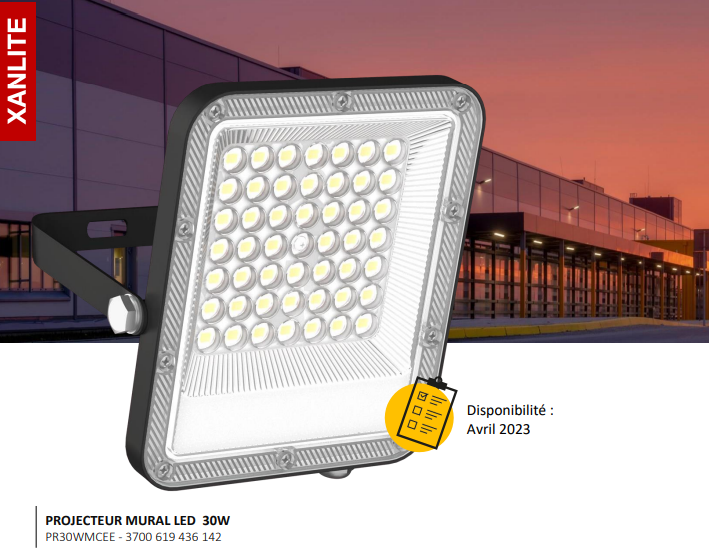 XANLITE
Disponibilité :
Avril 2023
PROJECTEUR MURAL LED 30W
PR30WMCEE - 3700 619 436 142